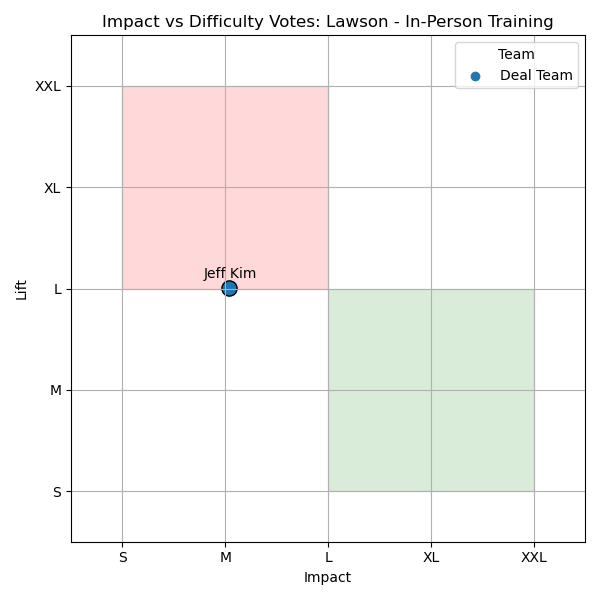 Impact vs Difficulty Votes: Lawson - In-Person Training
Team
Deal Team
XXL
XL
L
M
S
Lift
Jeff Kim
S M L XL XXL
Impact